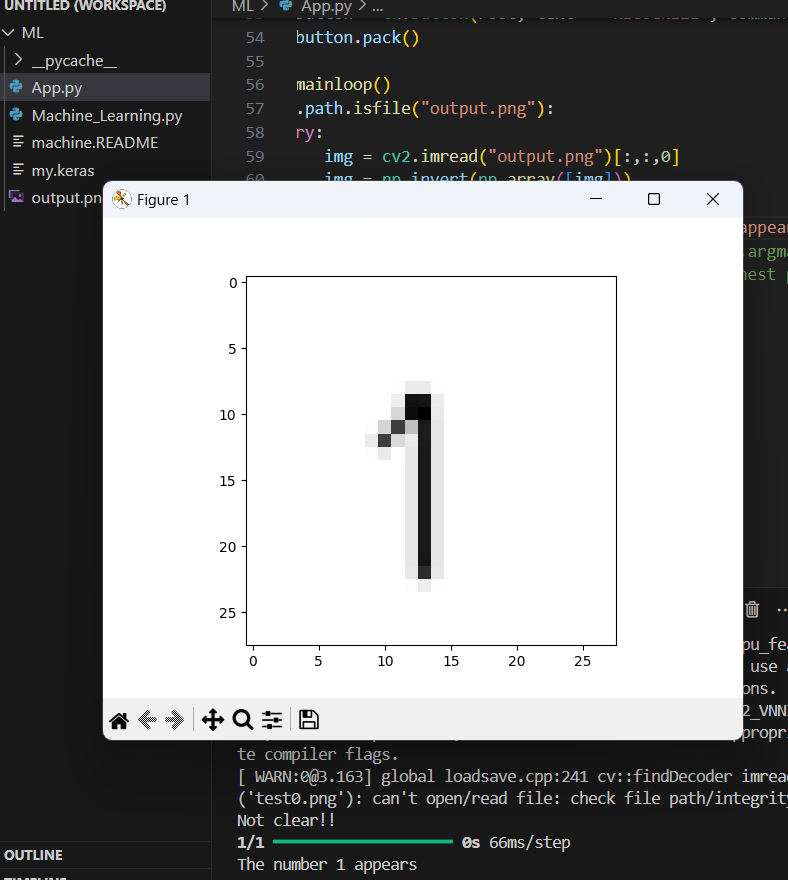 UNTITLED (WORKSPACE)
ML
__pycache__
App.py
Machine_Learning.py
machine.README
my.keras
output.pn
ML > App.py > ...
54 button.pack()
55
56 mainloop()
57 .path.isfile("output.png"):
58 ry:
59 img = cv2.imread("output.png")[:,:,0]
60 img = np.invert(np.array([img]))
appear
.argma
hest p
Figure 1
0
5
10
15
20
25
0 5 10 15 20 25
1
pu_fea
use
ons.
2_VNN
ppropr
te compiler flags.
[ WARN:0@3.163] global loadsave.cpp:241 cv::findDecoder imrea
('test0.png'): can't open/read file: check file path/integrity
Not clear!!
1/1 0s 66ms/step
The number 1 appears
OUTLINE
TIMELINE